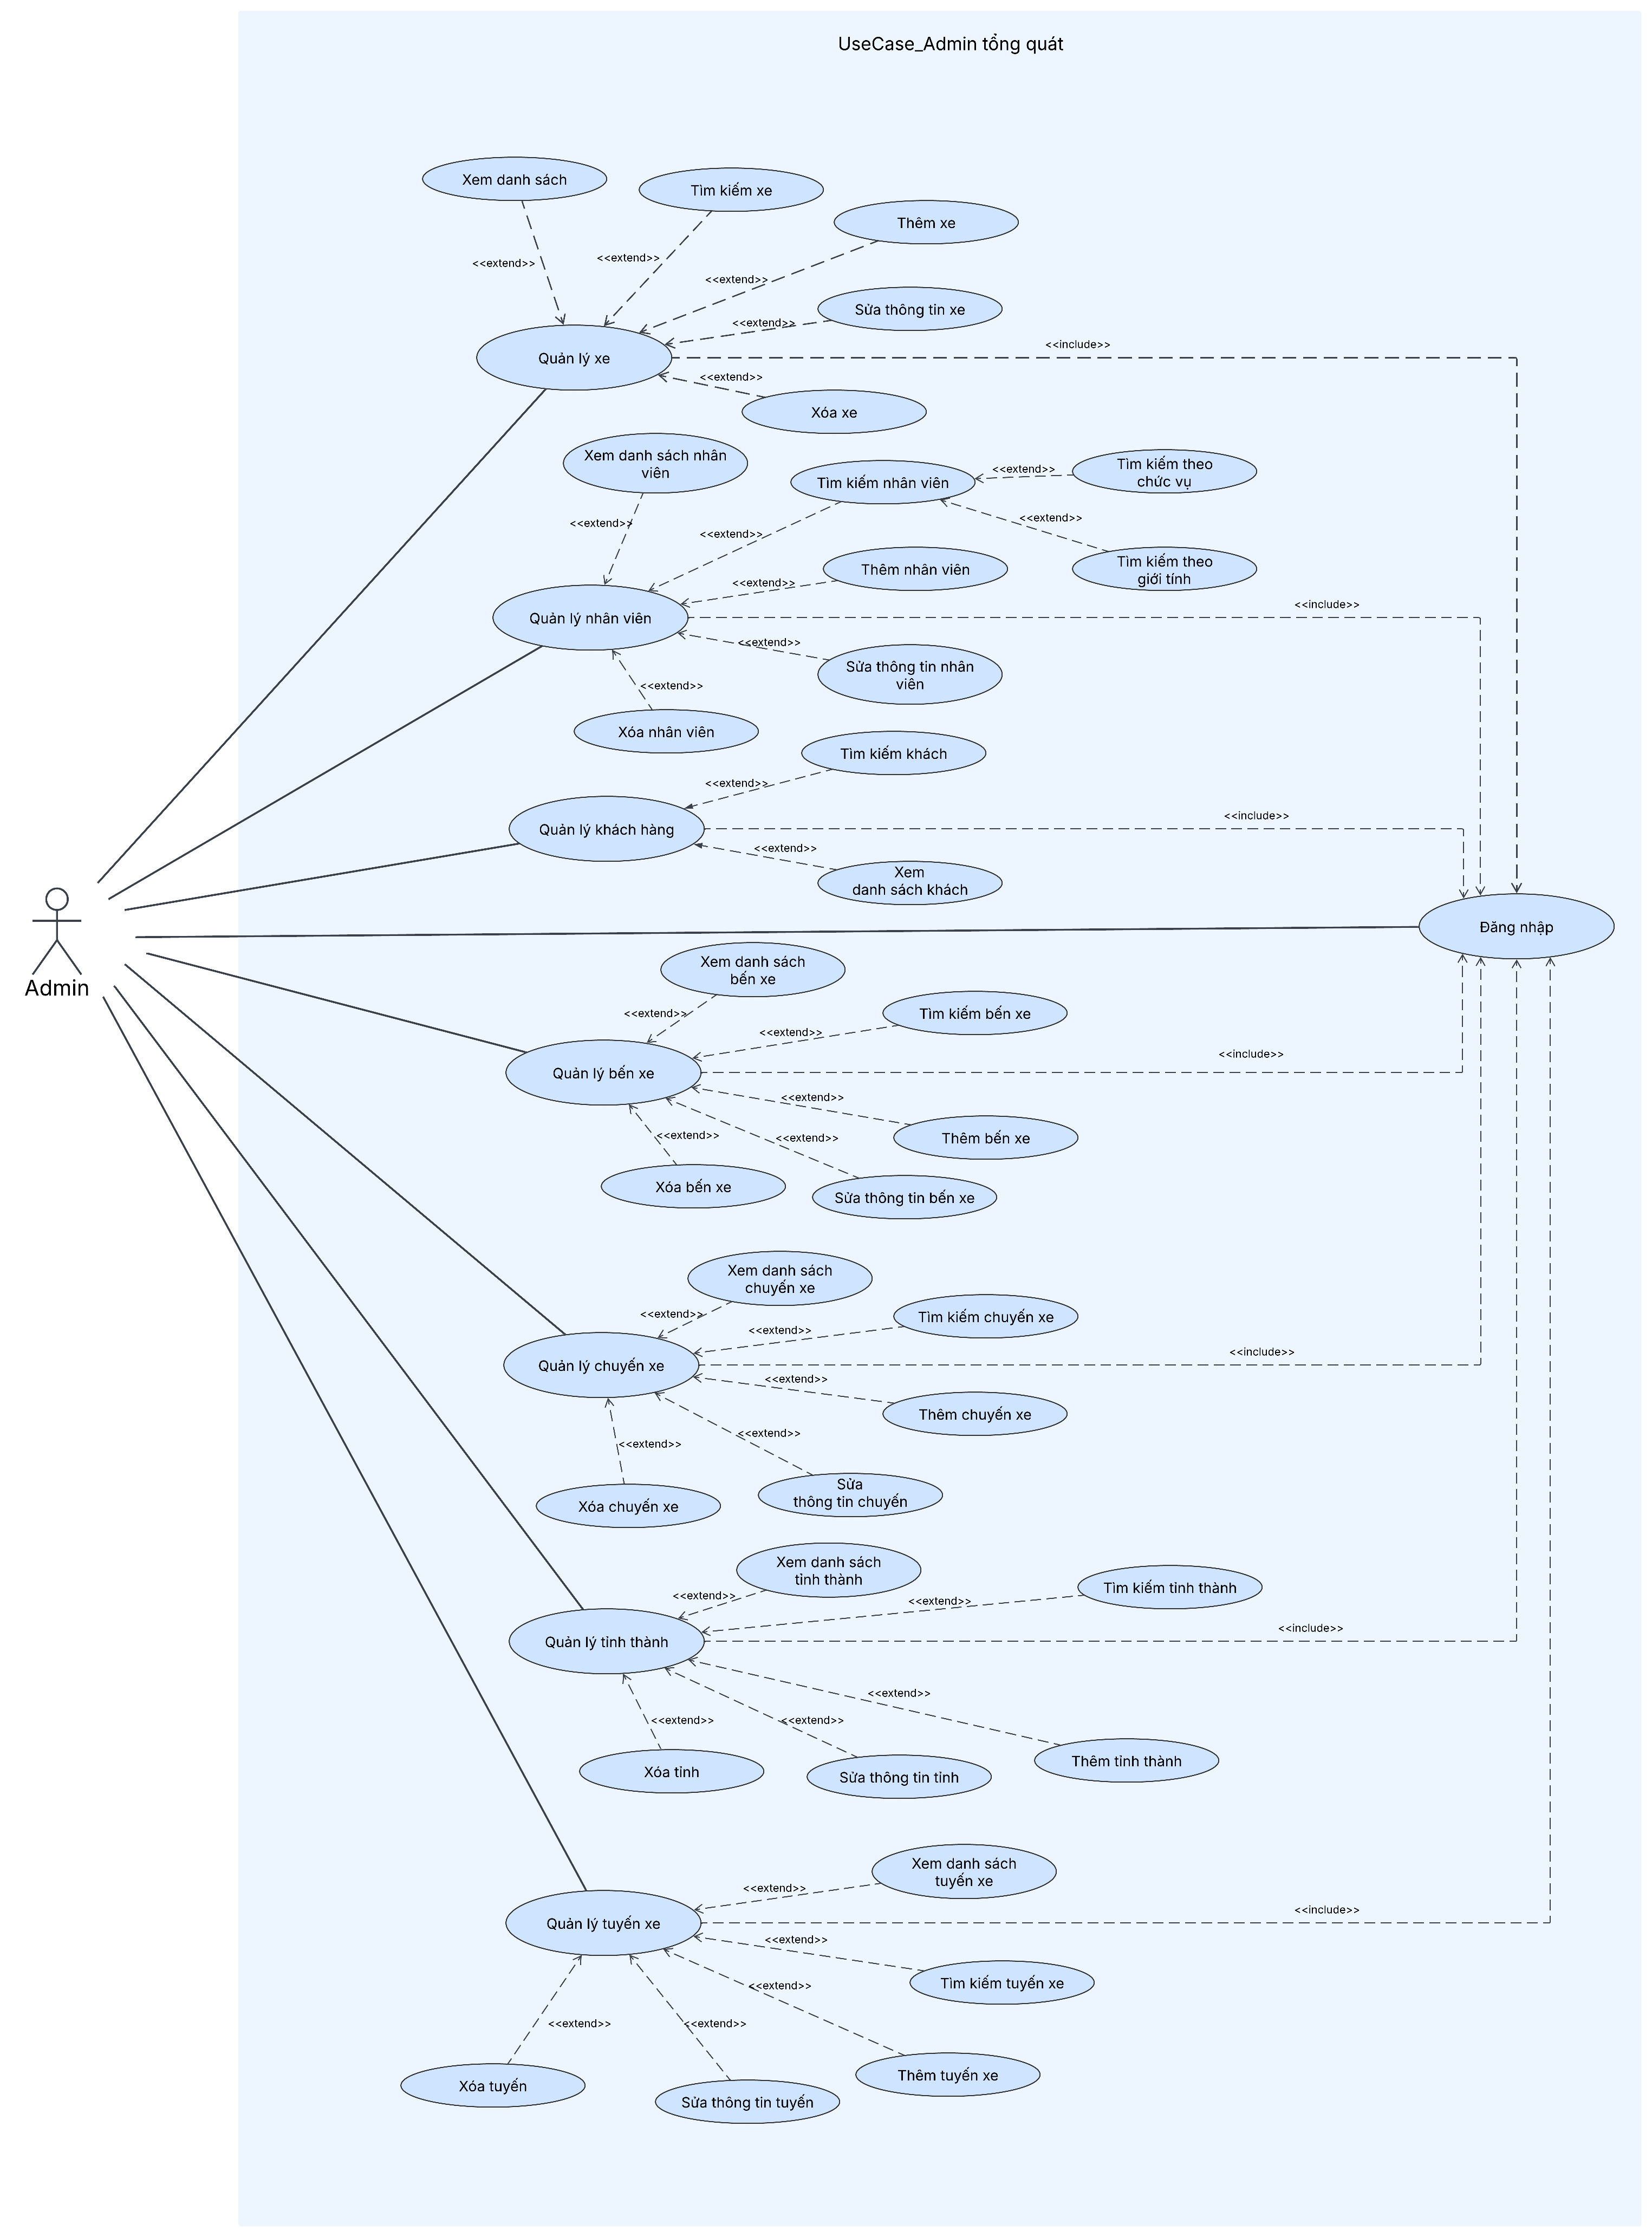 UseCase_Admin tổng quát
Xem danh sách
Tìm kiếm xe
Thêm xe
<<extend>>
<<extend>>
<<extend>>
Sửa thông tin xe
<<extend>>
<<include>>
Quản lý xe
<<extend>>
Xóa xe
Xem danh sách nhân
viên
Tìm kiếm nhân viên
<<extend>>
Tìm kiếm theo
chức vụ
<<extend>>
<<extend>>
<<extend>>
Tìm kiếm theo
giới tính
Thêm nhân viên
<<extend>>
<<include>>
Quản lý nhân viên
<<extend>>
Sửa thông tin nhân
viên
<<extend>>
Xóa nhân viên
Tìm kiếm khách
<<extend>>
<<include>>
Quản lý khách hàng
<<extend>>
Xem
danh sách khách
Đăng nhập
Admin
Xem danh sách
bến xe
<<extend>>
Tìm kiếm bến xe
<<extend>>
<<include>>
Quản lý bến xe
<<extend>>
<<extend>>
<<extend>>
Thêm bến xe
Xóa bến xe
Sửa thông tin bến xe
Xem danh sách
chuyến xe
<<extend>>
Tìm kiếm chuyến xe
<<extend>>
<<include>>
Quản lý chuyến xe
<<extend>>
Thêm chuyến xe
<<extend>>
<<extend>>
Sửa
thông tin chuyến
Xóa chuyến xe
Xem danh sách
tỉnh thành
Tìm kiếm tỉnh thành
<<extend>>
<<extend>>
<<include>>
Quản lý tỉnh thành
<<extend>>
<<extend>>
<<extend>>
Thêm tỉnh thành
Xóa tỉnh
Sửa thông tin tỉnh
Xem danh sách
tuyến xe
<<extend>>
<<include>>
Quản lý tuyến xe
<<extend>>
Tìm kiếm tuyến xe
<<extend>>
<<extend>>
<<extend>>
Thêm tuyến xe
Xóa tuyến
Sửa thông tin tuyến